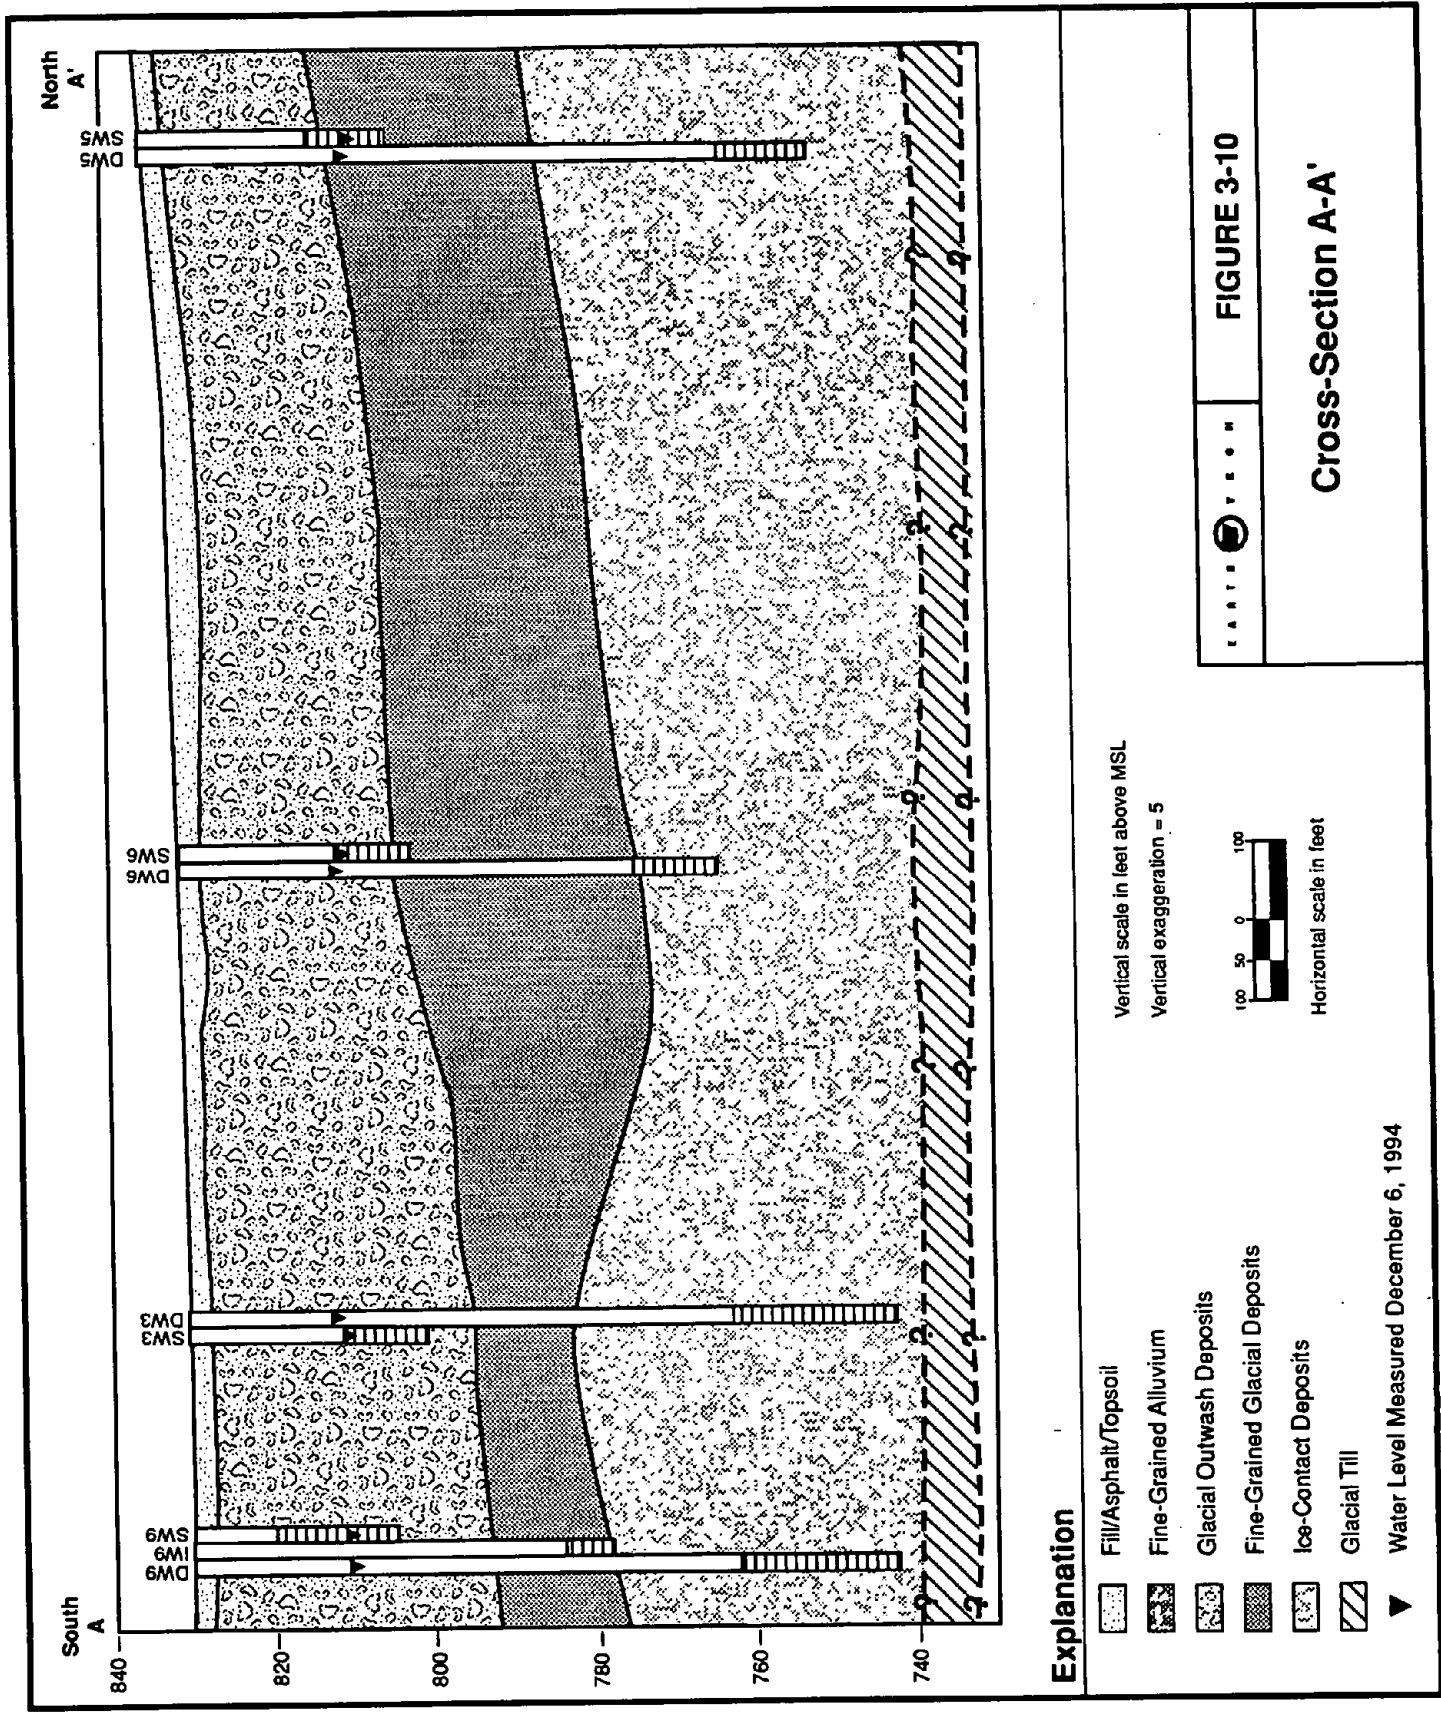 South
A
North
A'
840
820
800
780
760
740
DW9
IW9
SW9
SW3
DW3
DW6
SW6
DW5
SW5
?
?
?
?
?
?
?
?
?
?
?
?
Explanation
Fill/Asphalt/Topsoil
Fine-Grained Alluvium
Glacial Outwash Deposits
Fine-Grained Glacial Deposits
Ice-Contact Deposits
Glacial Till
Water Level Measured December 6, 1994
Vertical scale in feet above MSL
Vertical exaggeration = 5
100 50 0 100
Horizontal scale in feet
EARTH TECH
FIGURE 3-10
Cross-Section A-A'